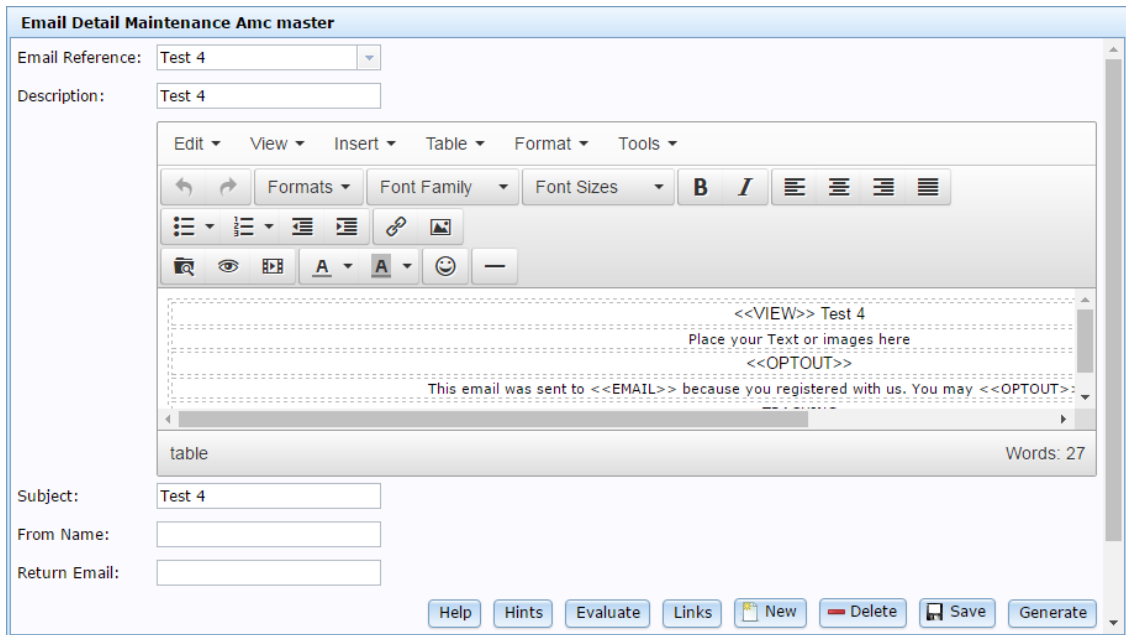 Email Detail Maintenance Amc master
Email Reference: Test 4
Description: Test 4
Edit View Insert Table Format Tools
Formats Font Family Font Sizes B I
A A
<<VIEW>> Test 4
Place your Text or images here
<<OPTOUT>>
This email was sent to <<EMAIL>> because you registered with us. You may <<OPTOUT>
table Words: 27
Subject: Test 4
From Name:
Return Email:
Help Hints Evaluate Links New Delete Save Generate